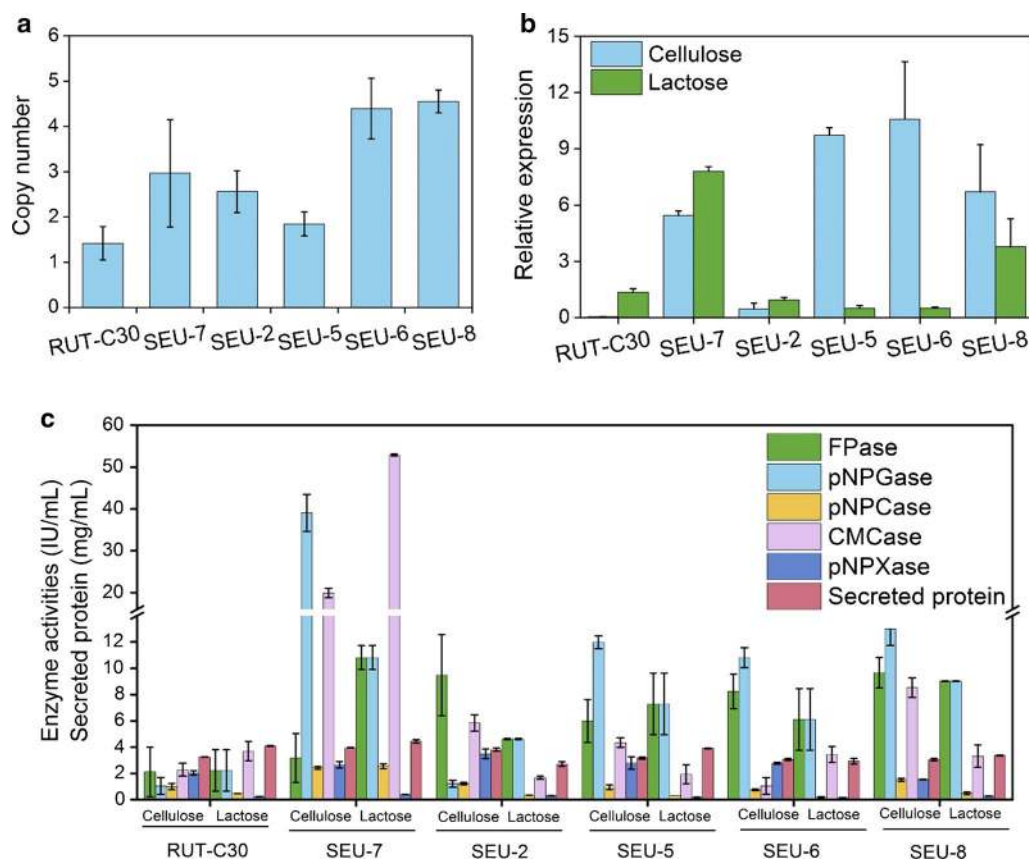 a
6
5
4
3
2
1
0
Copy number
RUT-C30 SEU-7 SEU-2 SEU-5 SEU-6 SEU-8
b
15
12
9
6
3
0
Relative expression
Cellulose
Lactose
RUT-C30 SEU-7 SEU-2 SEU-5 SEU-6 SEU-8
c
60
50
40
30
20
12
10
8
6
4
2
0
Enzyme activities (IU/mL)
Secreted protein (mg/mL)
FPase
pNPGase
pNPCase
CMCase
pNPXase
Secreted protein
Cellulose Lactose Cellulose Lactose Cellulose Lactose Cellulose Lactose Cellulose Lactose Cellulose Lactose
RUT-C30 SEU-7 SEU-2 SEU-5 SEU-6 SEU-8